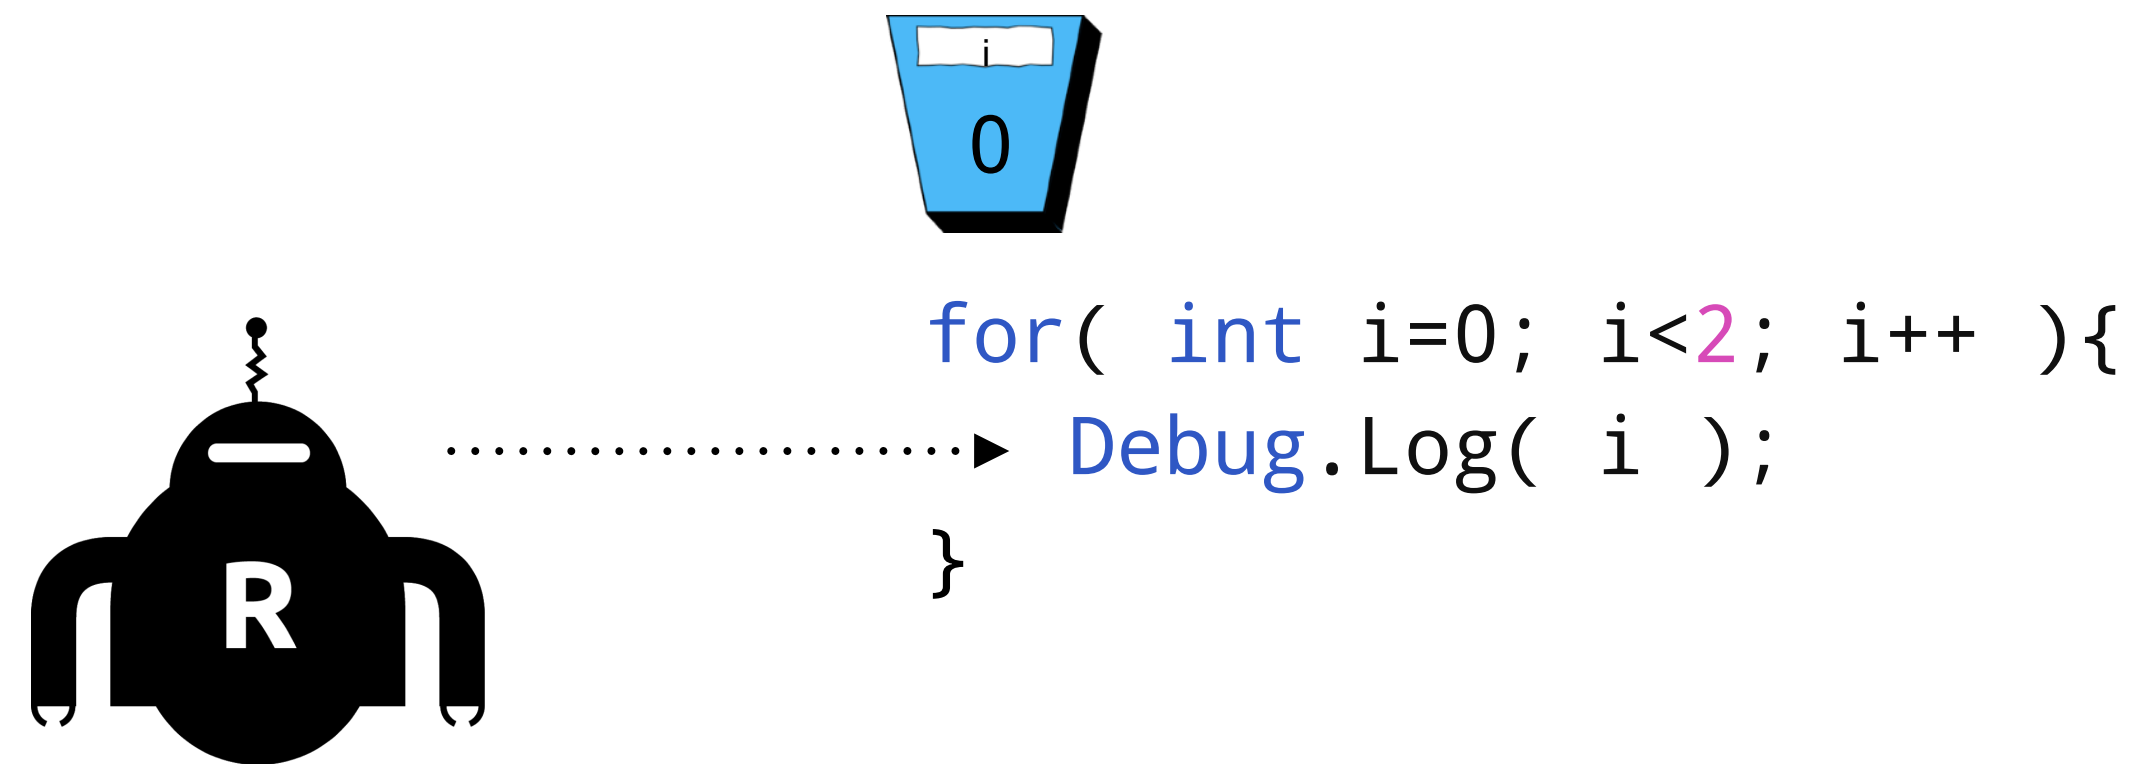 i
0
for( int i=0; i<2; i++ ){
Debug.Log( i );
}
R